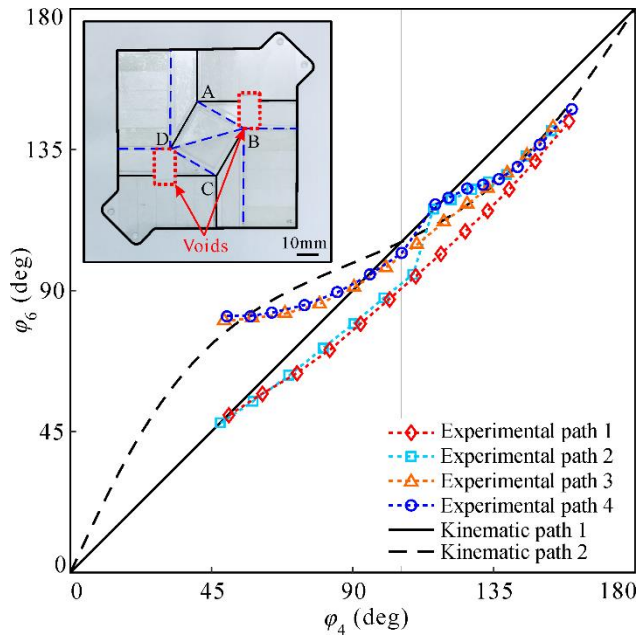 180
135
90
45
0
φ₆ (deg)
A
B
C
D
Voids
10mm
Experimental path 1
Experimental path 2
Experimental path 3
Experimental path 4
Kinematic path 1
Kinematic path 2
0
45
90
135
180
φ₄ (deg)